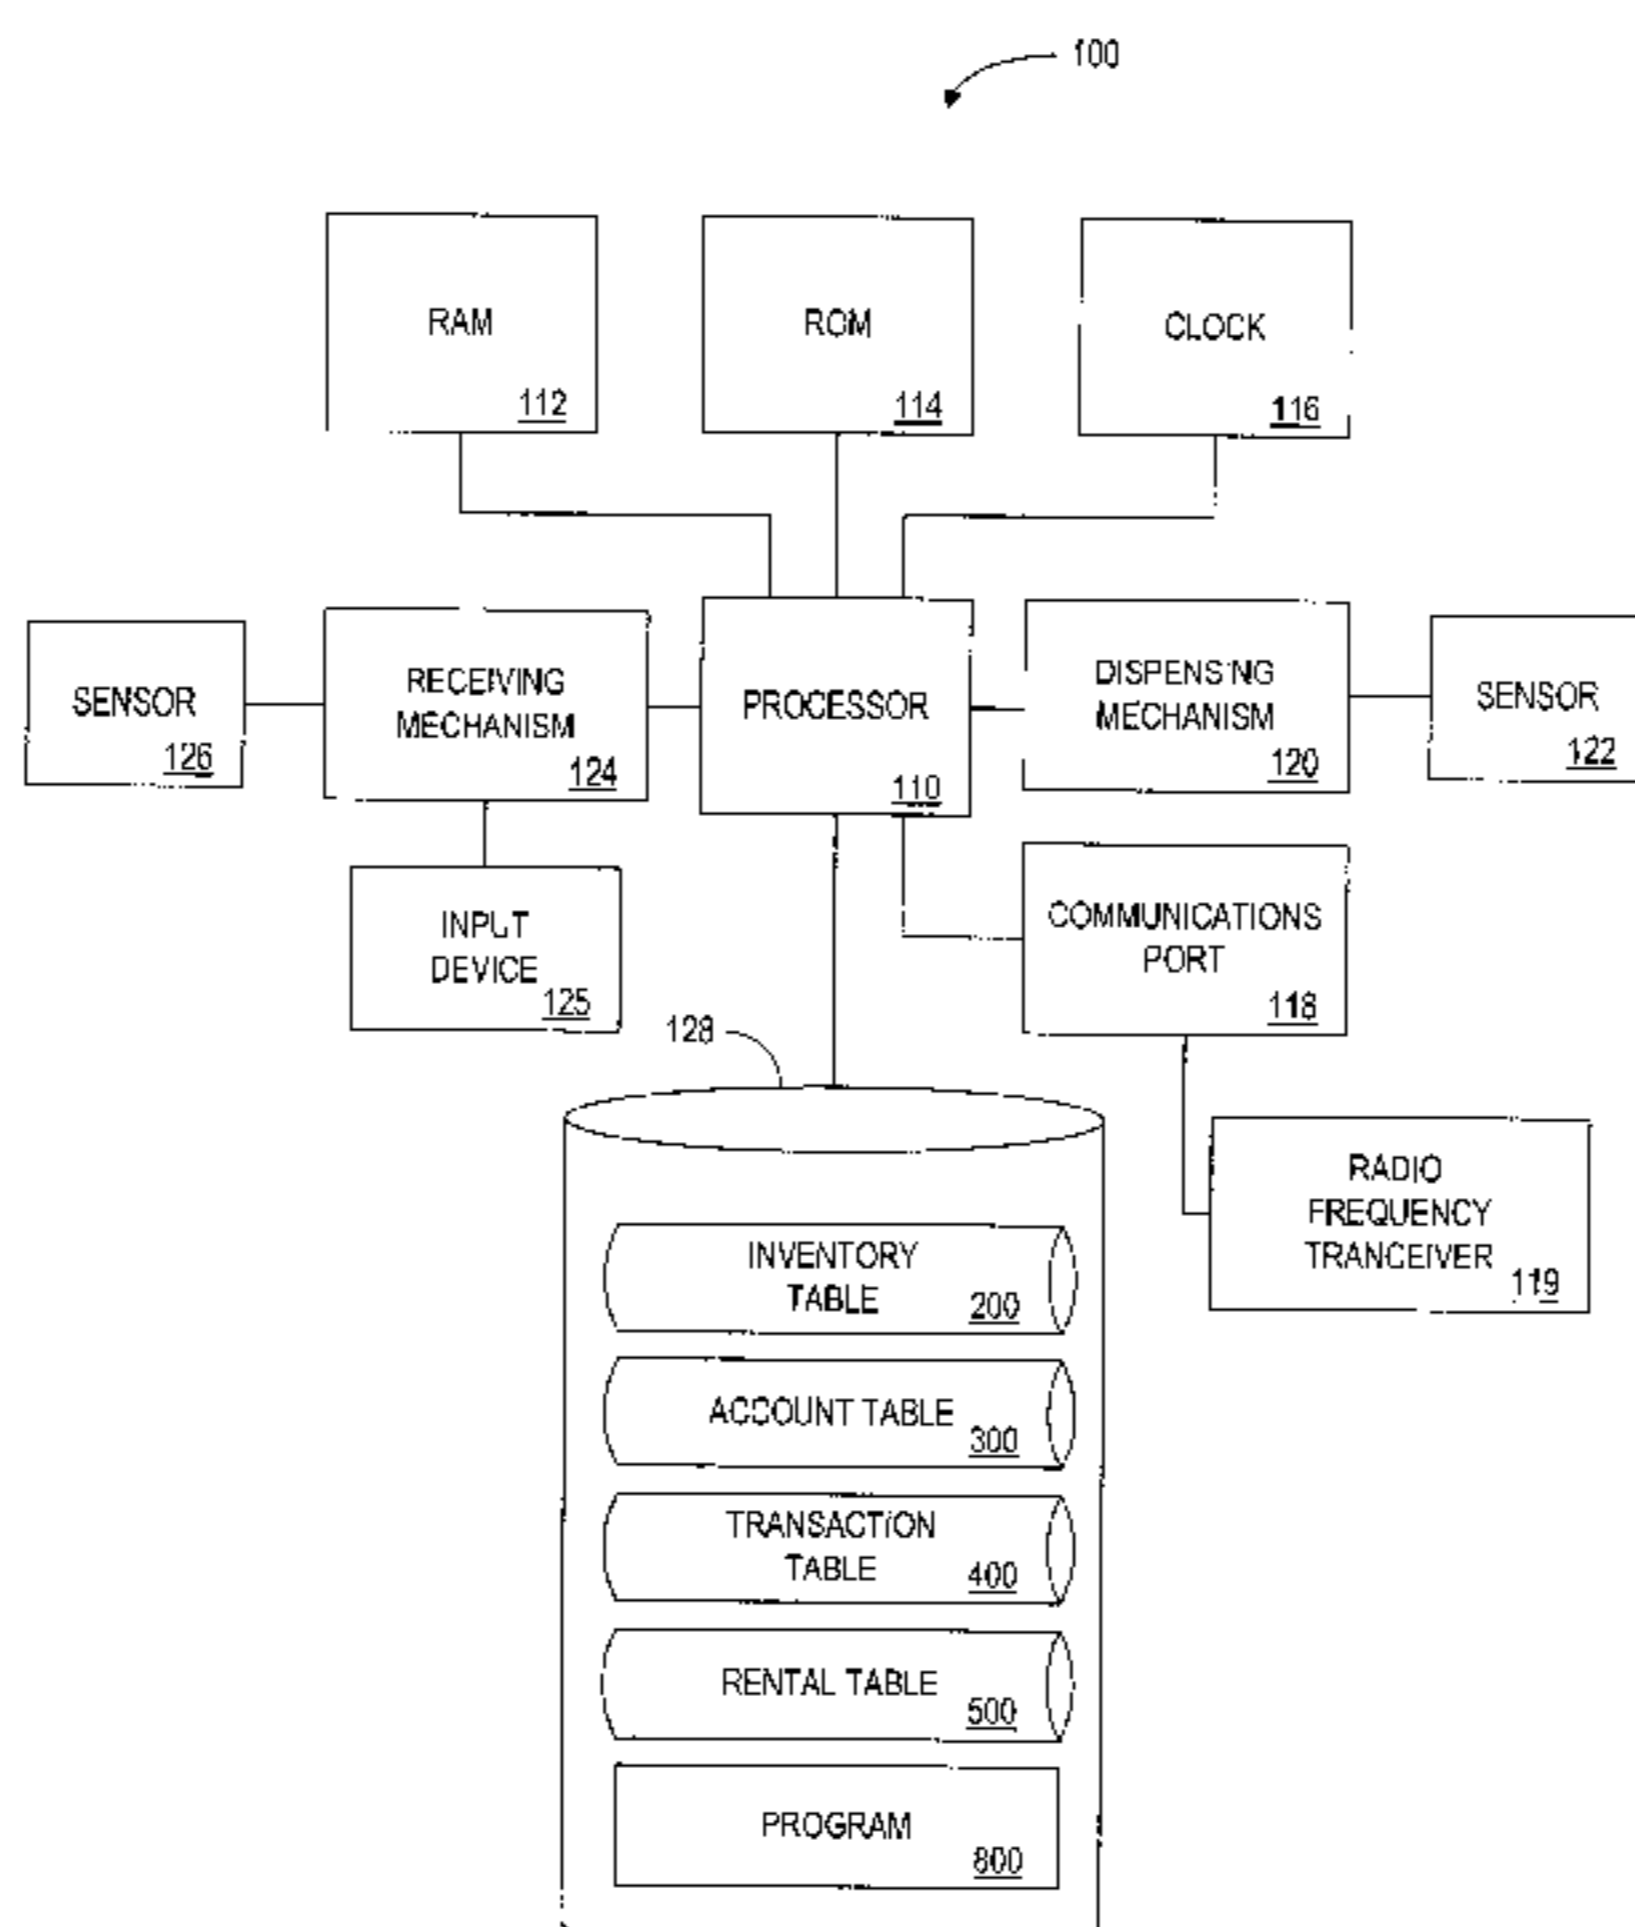 100
RAM
112
ROM
114
CLOCK
116
SENSOR
126
RECEIVING
MECHANISM
124
PROCESSOR
110
DISPENSING
MECHANISM
120
SENSOR
122
INPUT
DEVICE
125
COMMUNICATIONS
PORT
118
128
RADIO
FREQUENCY
TRANCEIVER
119
INVENTORY
TABLE
200
ACCOUNT TABLE
300
TRANSACTION
TABLE
400
RENTAL TABLE
500
PROGRAM
800